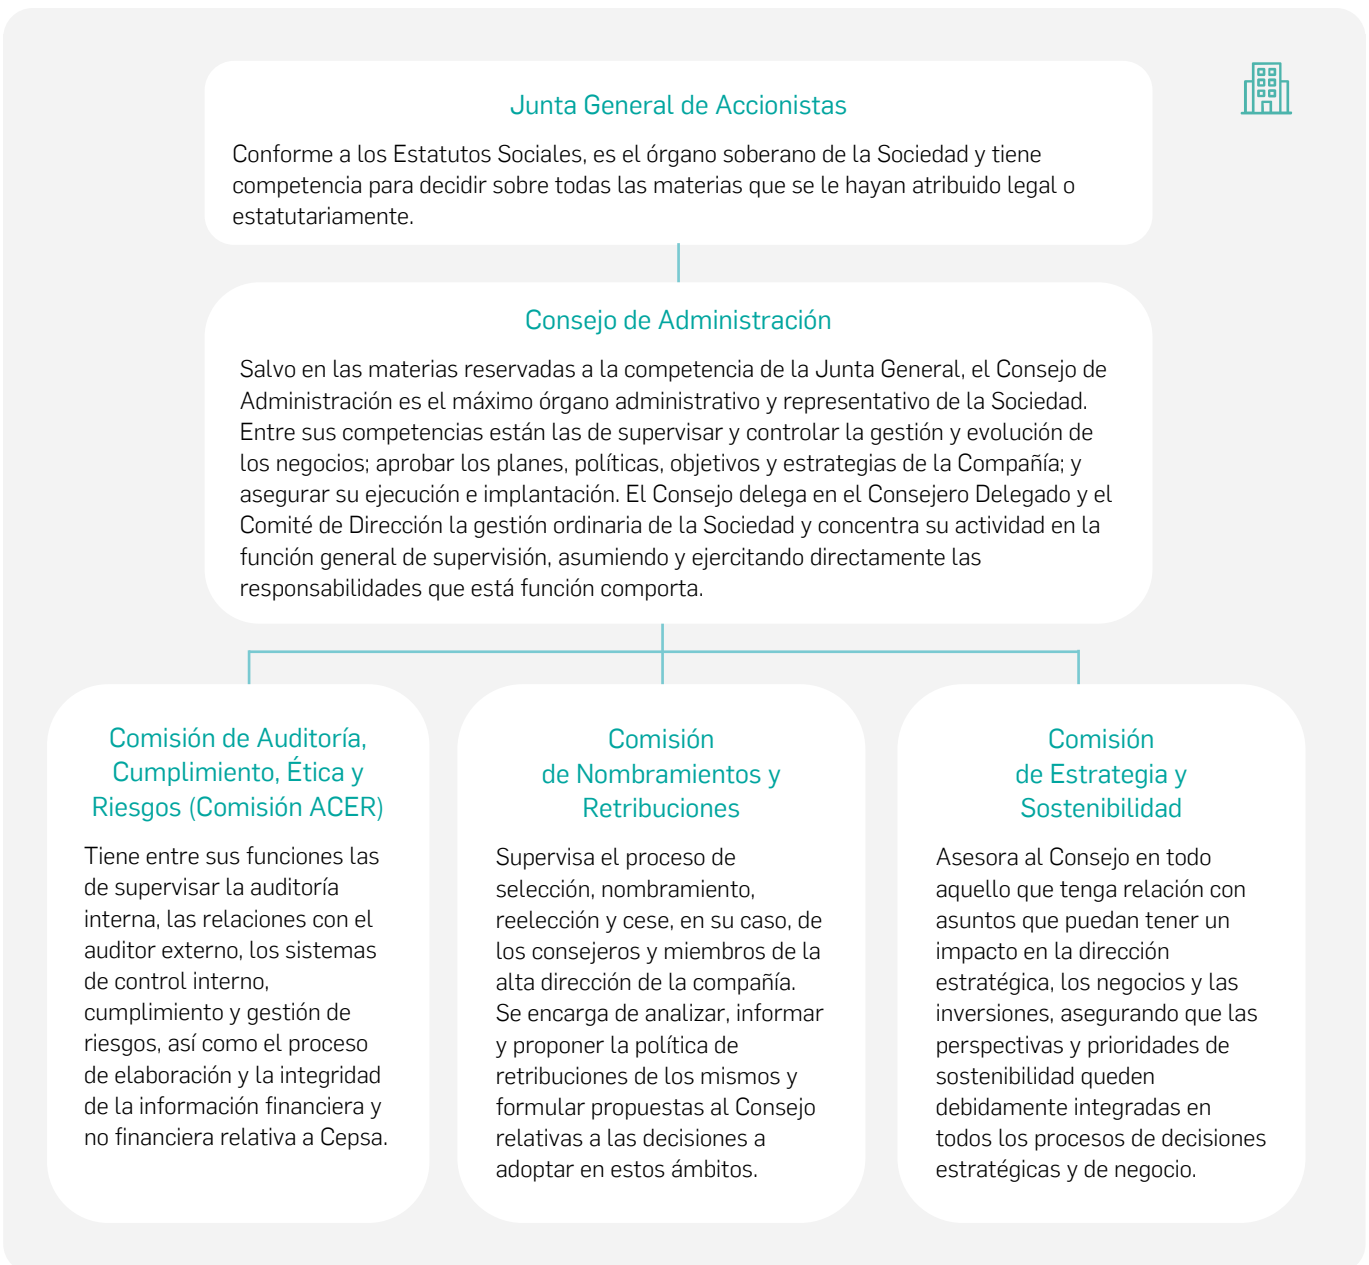 Junta General de Accionistas
Conforme a los Estatutos Sociales, es el órgano soberano de la Sociedad y tiene
competencia para decidir sobre todas las materias que se le hayan atribuido legal o
estatutariamente.
Consejo de Administración
Salvo en las materias reservadas a la competencia de la Junta General, el Consejo de
Administración es el máximo órgano administrativo y representativo de la Sociedad.
Entre sus competencias están las de supervisar y controlar la gestión y evolución de
los negocios; aprobar los planes, políticas, objetivos y estrategias de la Compañía; y
asegurar su ejecución e implantación. El Consejo delega en el Consejero Delegado y el
Comité de Dirección la gestión ordinaria de la Sociedad y concentra su actividad en la
función general de supervisión, asumiendo y ejercitando directamente las
responsabilidades que está función comporta.
Comisión de Auditoría,
Cumplimiento, Ética y
Riesgos (Comisión ACER)
Tiene entre sus funciones las
de supervisar la auditoría
interna, las relaciones con el
auditor externo, los sistemas
de control interno,
cumplimiento y gestión de
riesgos, así como el proceso
de elaboración y la integridad
de la información financiera y
no financiera relativa a Cepsa.
Comisión
de Nombramientos y
Retribuciones
Supervisa el proceso de
selección, nombramiento,
reelección y cese, en su caso, de
los consejeros y miembros de la
alta dirección de la compañía.
Se encarga de analizar, informar
y proponer la política de
retribuciones de los mismos y
formular propuestas al Consejo
relativas a las decisiones a
adoptar en estos ámbitos.
Comisión
de Estrategia y
Sostenibilidad
Asesora al Consejo en todo
aquello que tenga relación con
asuntos que puedan tener un
impacto en la dirección
estratégica, los negocios y las
inversiones, asegurando que las
perspectivas y prioridades de
sostenibilidad queden
debidamente integradas en
todos los procesos de decisiones
estratégicas y de negocio.